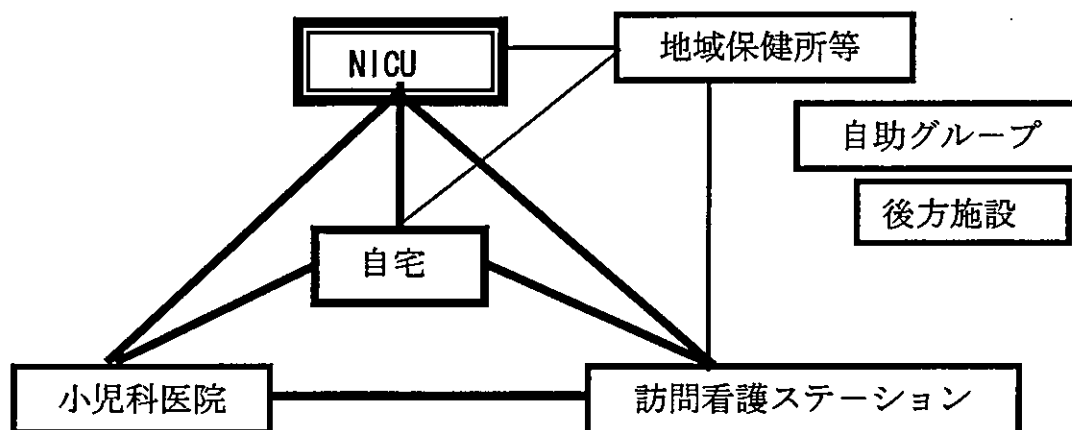 NICU
地域保健所等
自助グループ
後方施設
自宅
小児科医院
訪問看護ステーション